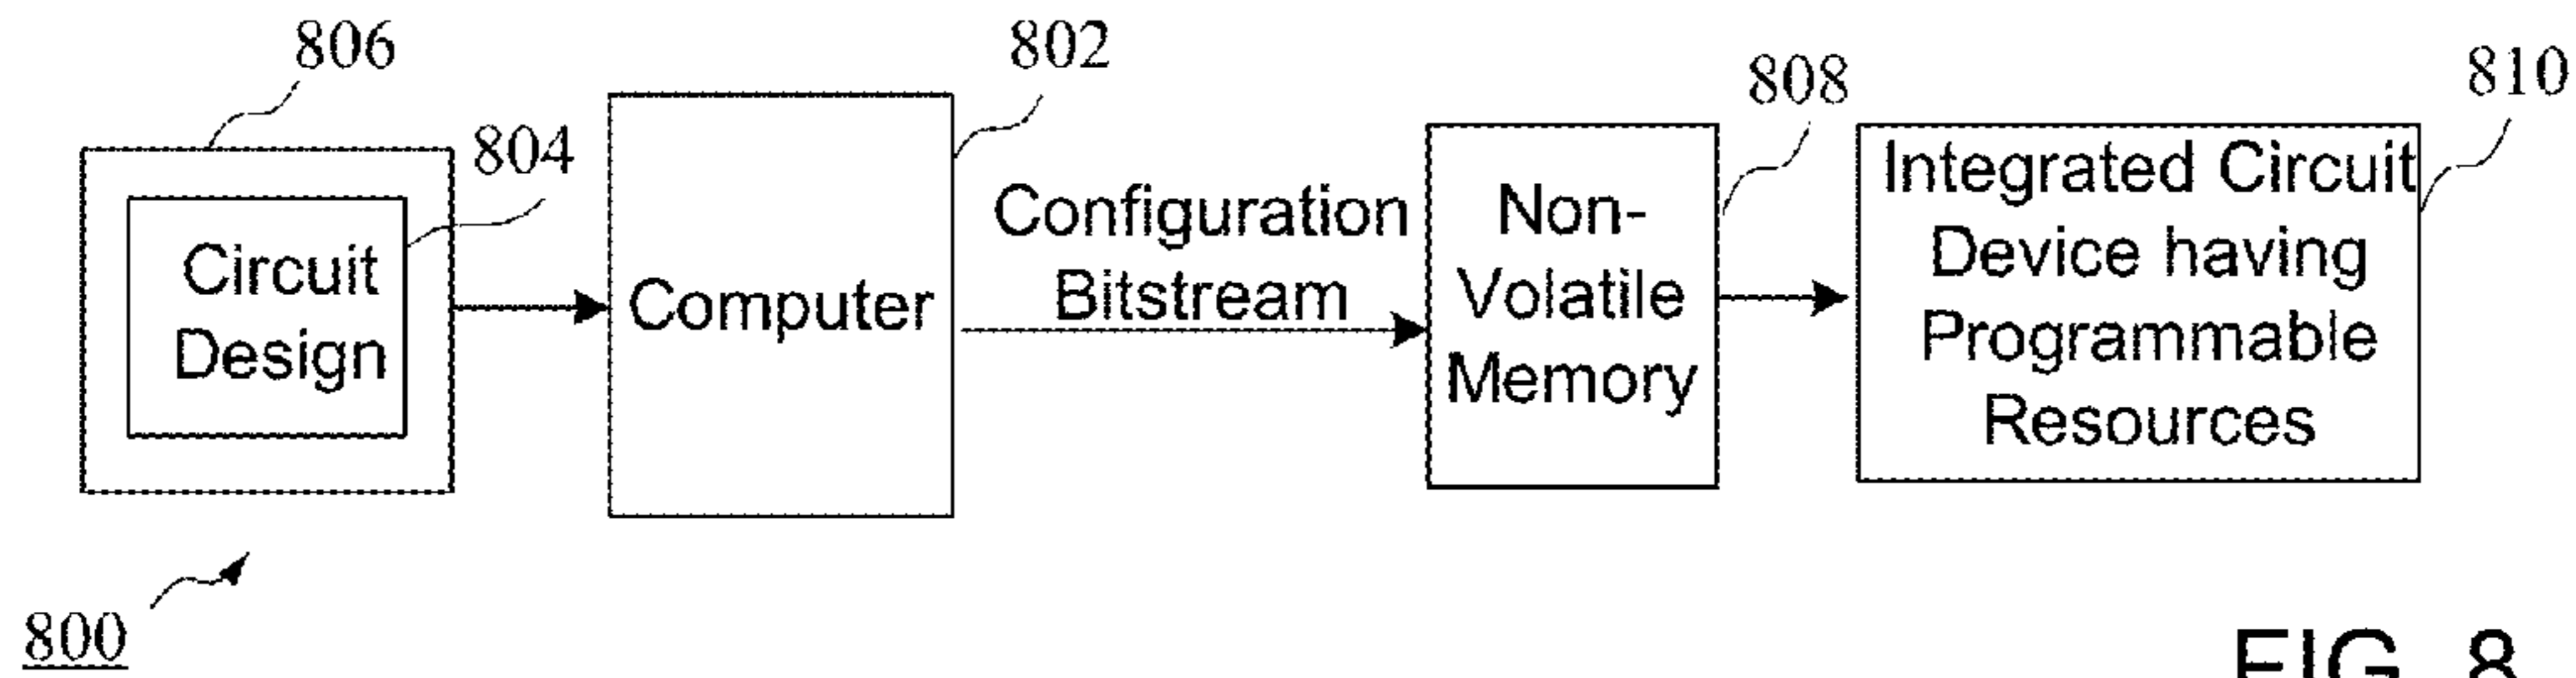 806
804
Circuit
Design
802
Computer
Configuration
Bitstream
808
Non-
Volatile
Memory
810
Integrated Circuit
Device having
Programmable
Resources
800
FIG. 8